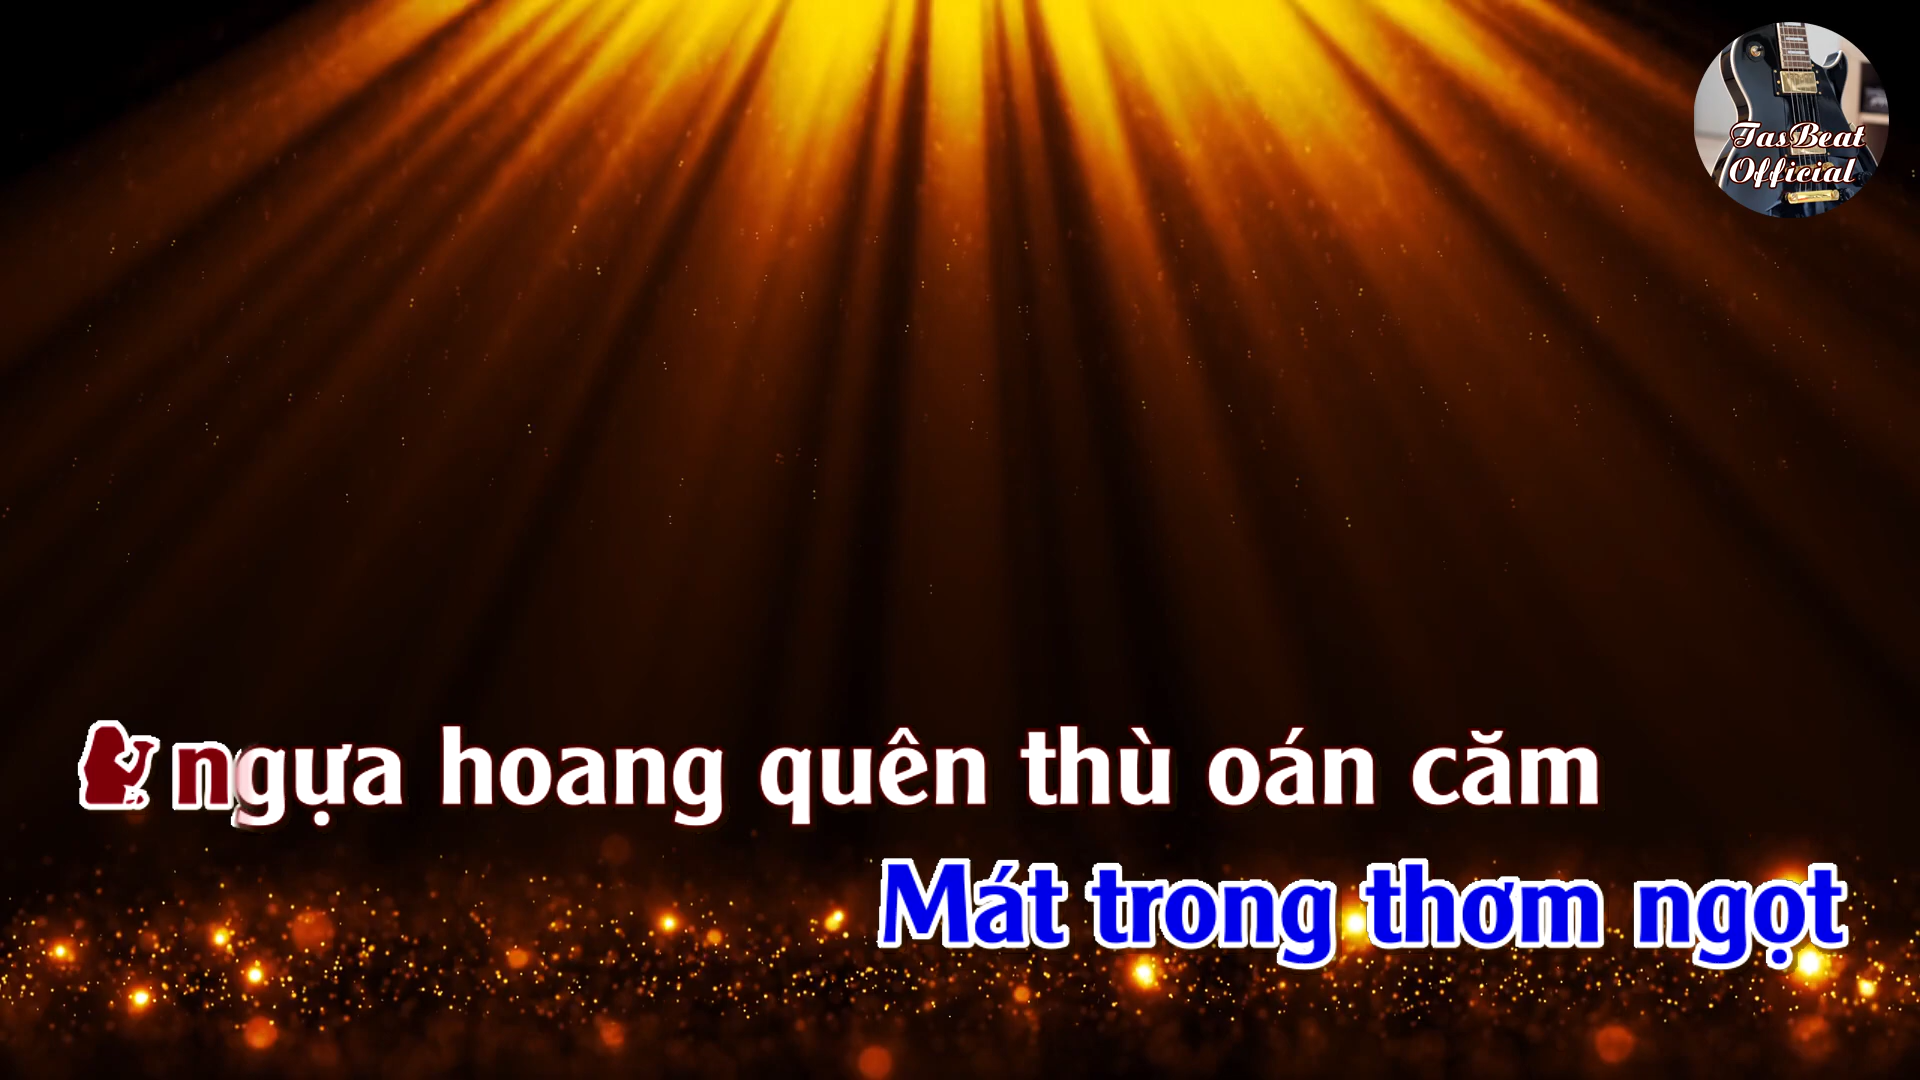 TasBeat
Official
ngựa hoang quên thù oán căm
Mát trong thơm ngọt